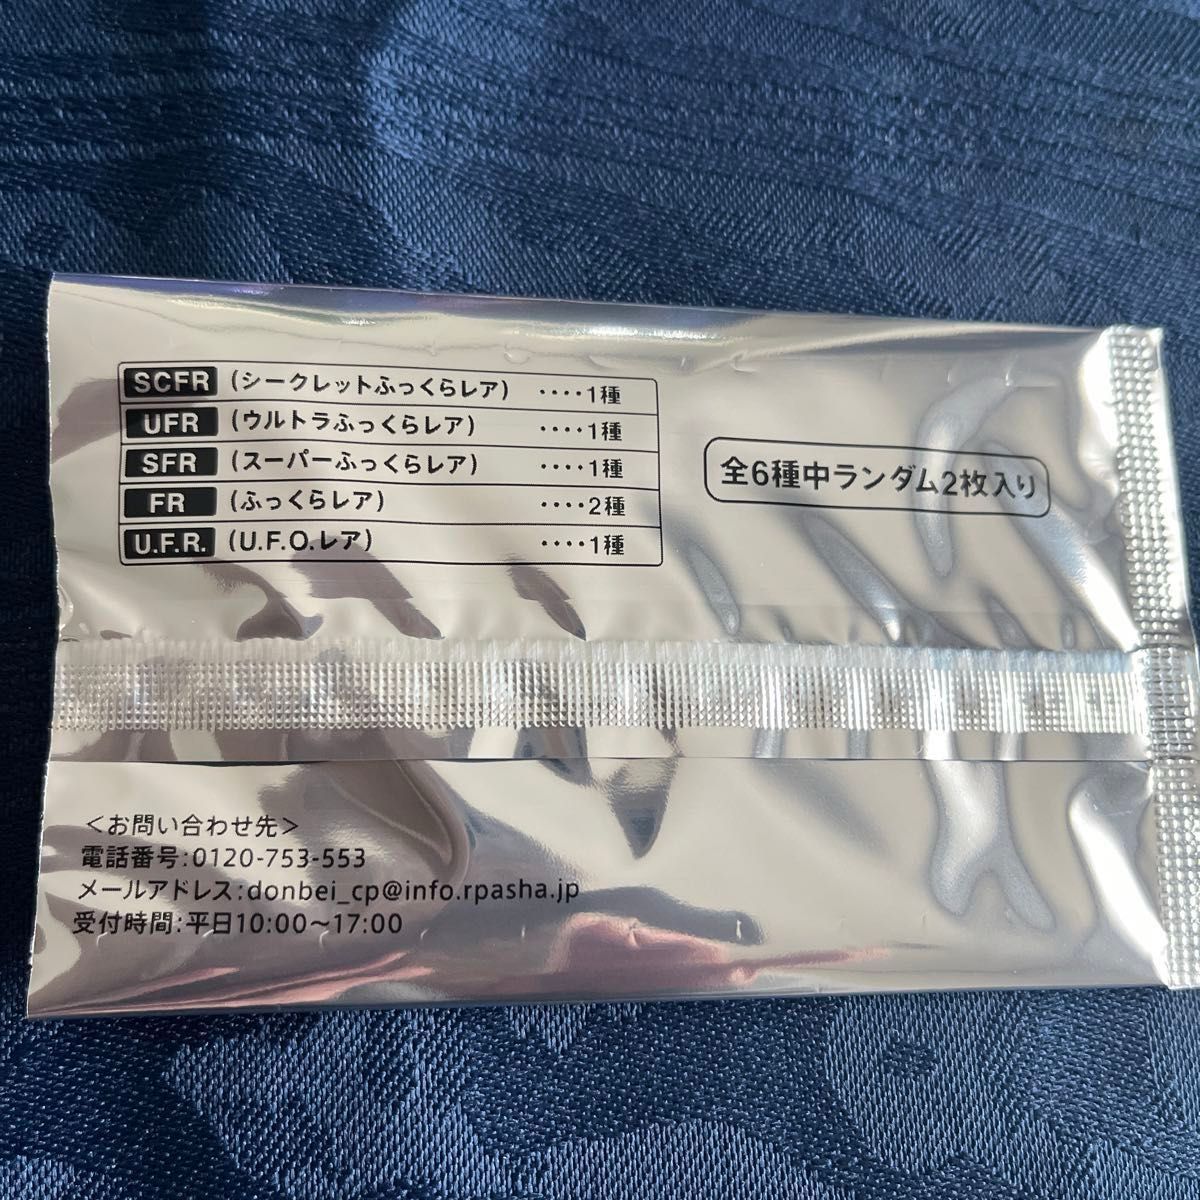 SCFR (シークレットふっくらレア) ････1種
UFR (ウルトラふっくらレア) ････1種
SFR (スーパーふっくらレア) ････1種
FR (ふっくらレア) ････2種
U.F.R. (U.F.O.レア) ････1種
全6種中ランダム2枚入り
＜お問い合わせ先＞
電話番号:0120-753-553
メールアドレス:donbei_cp@info.rpasha.jp
受付時間:平日10:00～17:00